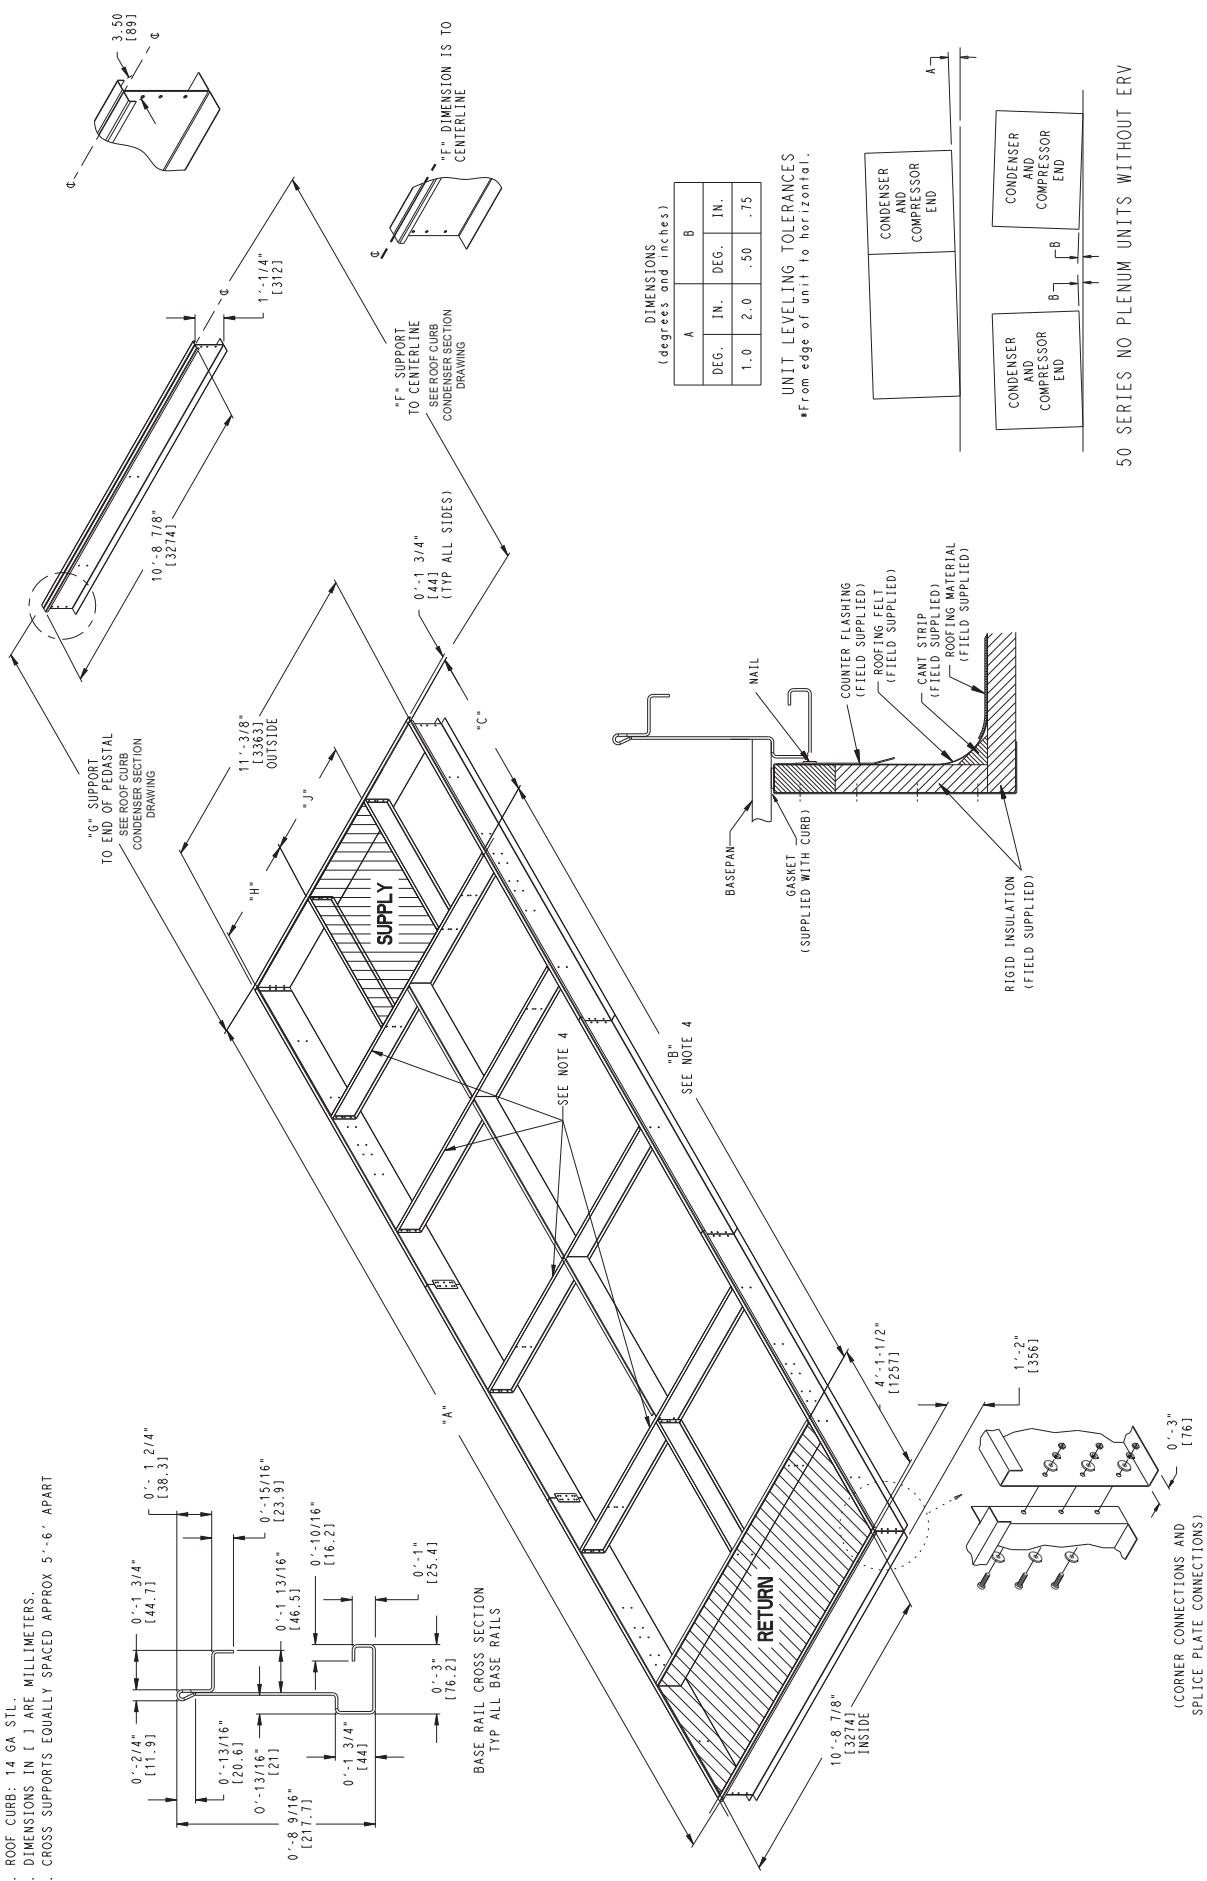 . ROOF CURB: 14 GA STL.
. DIMENSIONS IN [ ] ARE MILLIMETERS.
. CROSS SUPPORTS EQUALLY SPACED APPROX 5'-6' APART
0'-2/4"
[11.9]
0'-1 3/4"
[44.7]
0'- 1 2/4"
[38.3]
0'-13/16"
[20.6]
0'-15/16"
[23.9]
0'-13/16"
[21]
0'-1 13/16"
[46.5]
0'-8 9/16"
[217.7]
0'-10/16"
[16.2]
0'-1 3/4"
[44]
0'-1"
[25.4]
0'-3"
[76.2]
BASE RAIL CROSS SECTION
TYP ALL BASE RAILS
"G" SUPPORT
TO END OF PEDASTAL
SEE ROOF CURB
CONDENSER SECTION
DRAWING
3.50
[89]
℄
℄
10'-8 7/8"
[3274]
℄
1'-1/4"
[312]
"F" SUPPORT
TO CENTERLINE
SEE ROOF CURB
CONDENSER SECTION
DRAWING
℄
"F" DIMENSION IS TO
CENTERLINE
11'-3/8"
[3363]
OUTSIDE
"H"
"J"
0'-1 3/4"
[44]
(TYP ALL SIDES)
"C"
SUPPLY
"A"
SEE NOTE 4
"B"
SEE NOTE 4
RETURN
4'-1-1/2"
[1257]
1'-2"
[356]
10'-8 7/8"
[3274]
INSIDE
0'-3"
[76]
(CORNER CONNECTIONS AND
SPLICE PLATE CONNECTIONS)
BASEPAN
GASKET
(SUPPLIED WITH CURB)
NAIL
COUNTER FLASHING
(FIELD SUPPLIED)
ROOFING FELT
(FIELD SUPPLIED)
CANT STRIP
(FIELD SUPPLIED)
ROOFING MATERIAL
(FIELD SUPPLIED)
RIGID INSULATION
(FIELD SUPPLIED)
DIMENSIONS
(degrees and inches)
A B
DEG. IN. DEG. IN.
1.0 2.0 .50 .75
UNIT LEVELING TOLERANCES
*From edge of unit to horizontal.
CONDENSER
AND
COMPRESSOR
END
A
CONDENSER
AND
COMPRESSOR
END
B
B
CONDENSER
AND
COMPRESSOR
END
50 SERIES NO PLENUM UNITS WITHOUT ERV